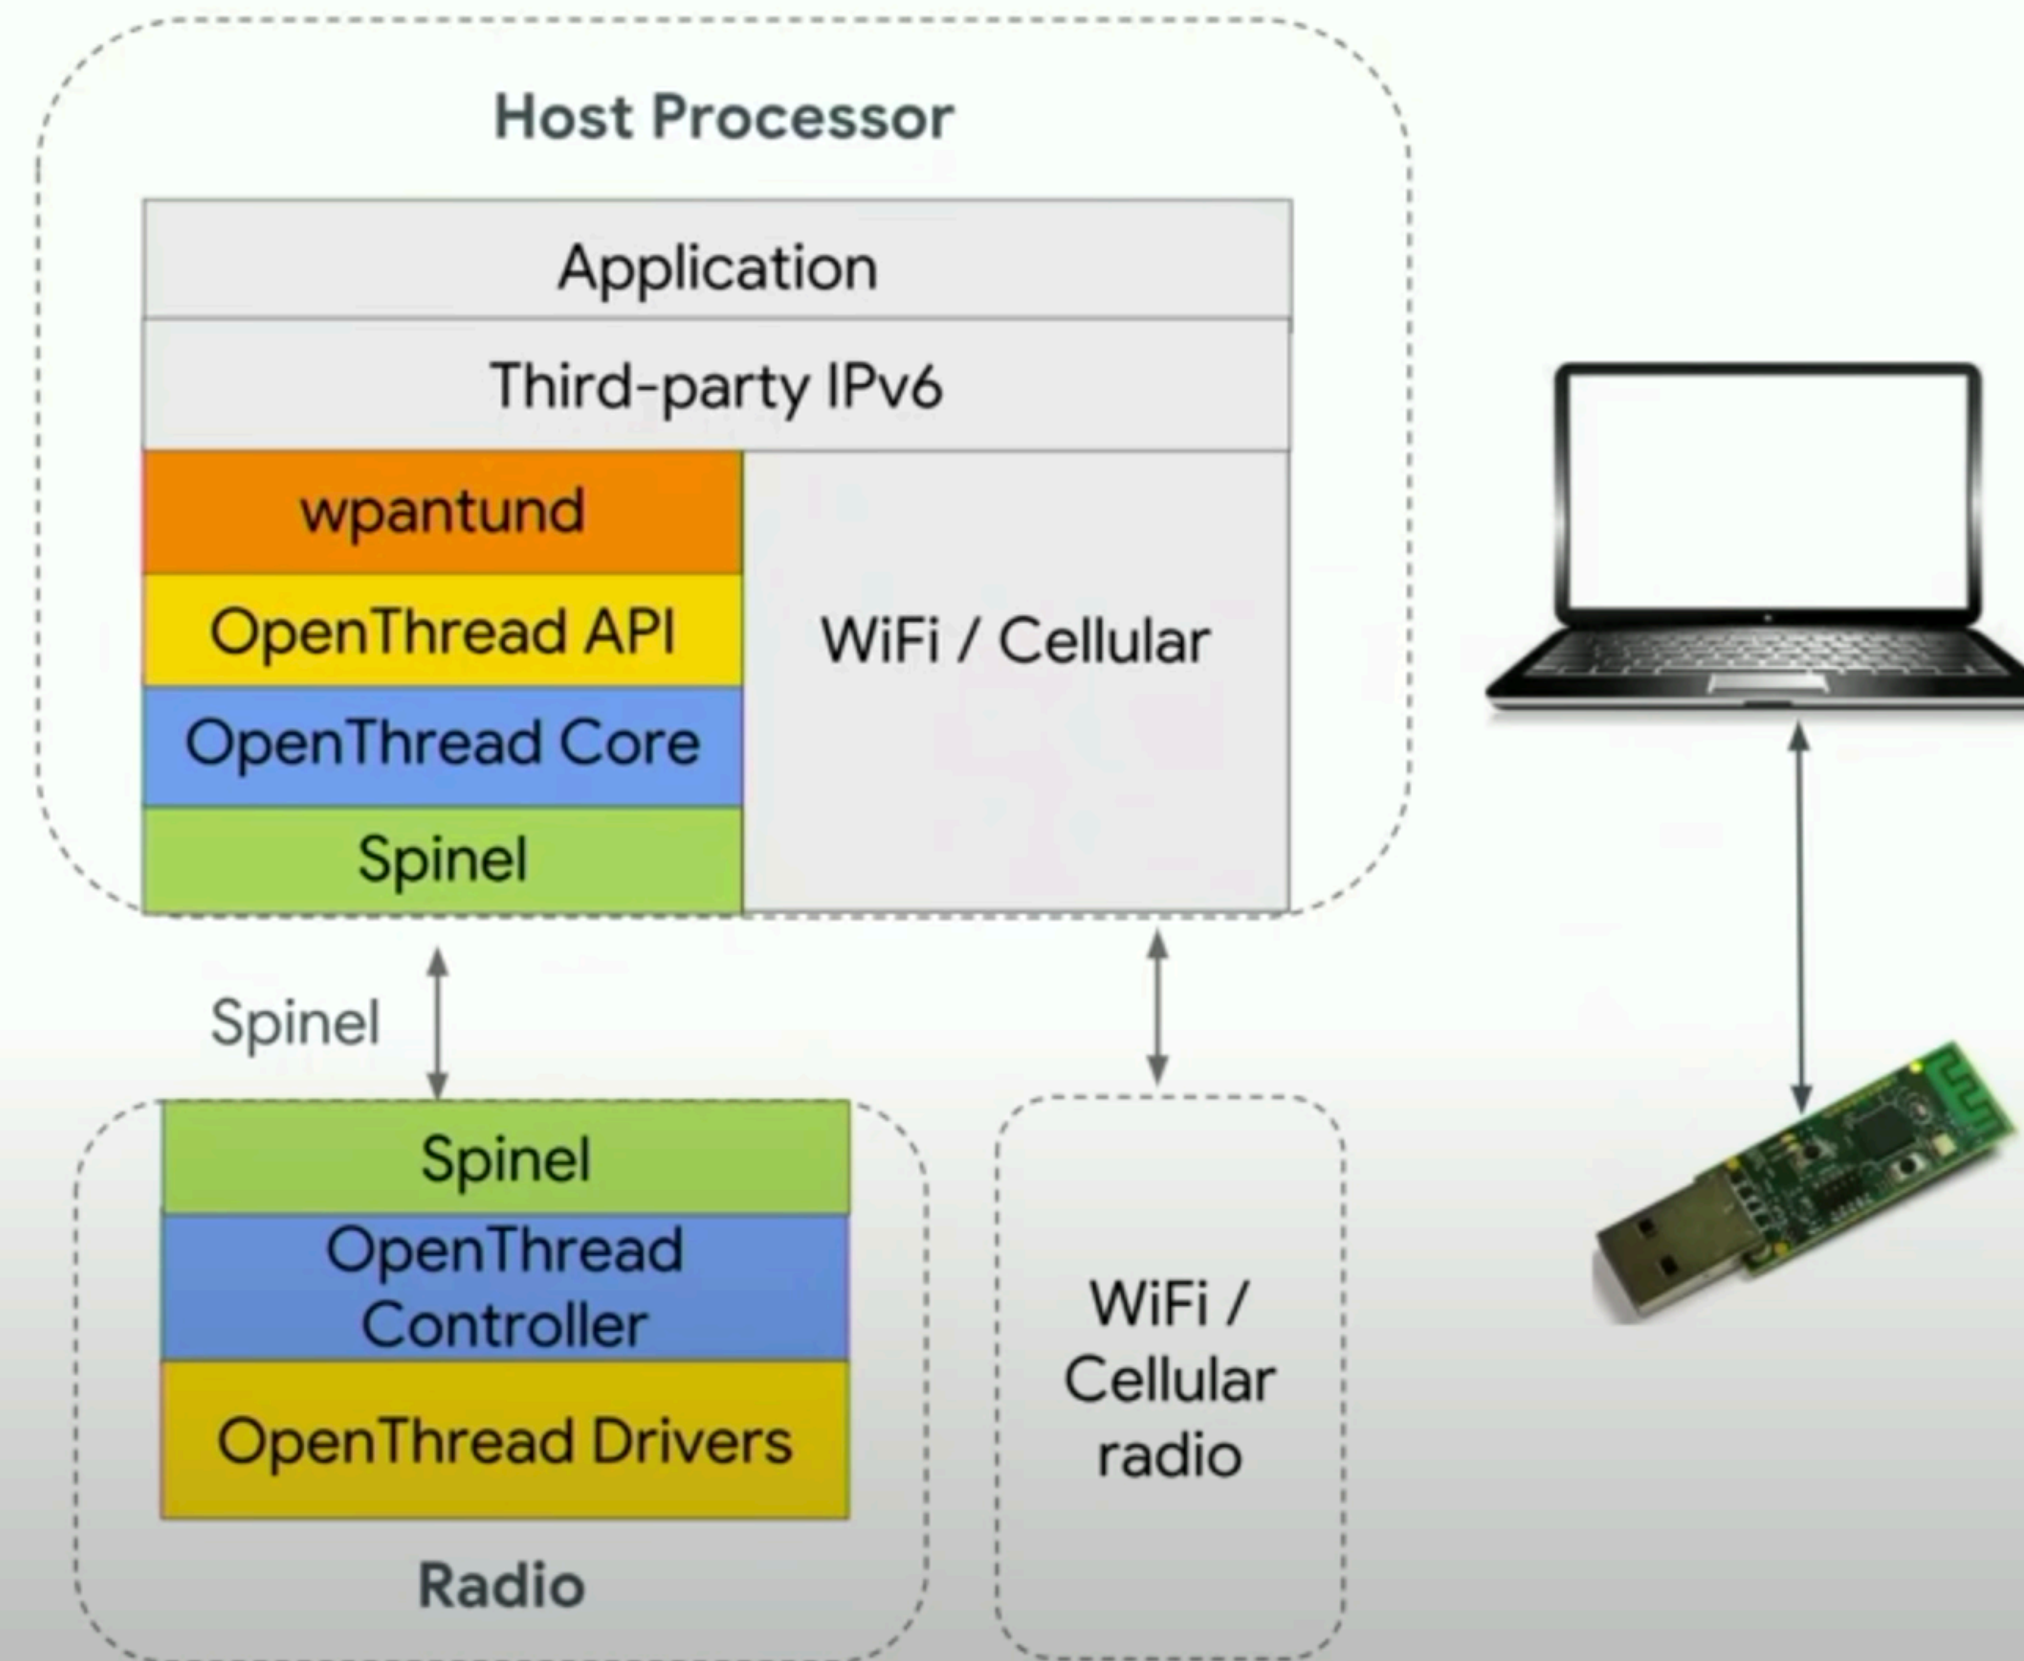 Host Processor
Application
Third-party IPv6
wpantund
OpenThread API
OpenThread Core
Spinel
WiFi / Cellular
Spinel
Spinel
OpenThread
Controller
OpenThread Drivers
Radio
WiFi /
Cellular
radio